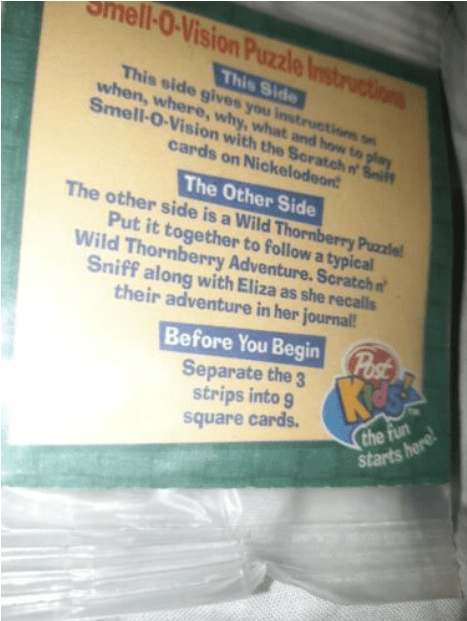 Smell-O-Vision Puzzle Instructions
This Side
This side gives you instructions on
when, where, why, what and how to play
Smell-O-Vision with the Scratch n' Sniff
cards on Nickelodeon!®
The Other Side
The other side is a Wild Thornberry Puzzle!
Put it together to follow a typical
Wild Thornberry Adventure. Scratch n'
Sniff along with Eliza as she recalls
their adventure in her journal!
Before You Begin
Separate the 3
strips into 9
square cards.
Post
Kids!™
the fun
starts here!